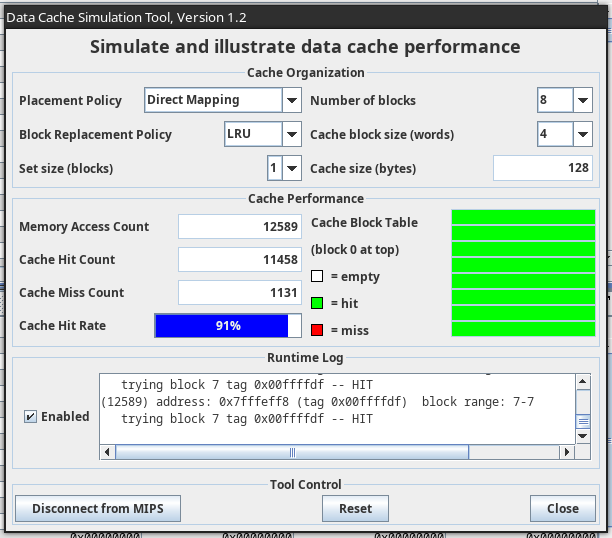 Data Cache Simulation Tool, Version 1.2
Simulate and illustrate data cache performance
Cache Organization
Placement Policy Direct Mapping Number of blocks 8
Block Replacement Policy LRU Cache block size (words) 4
Set size (blocks) 1 Cache size (bytes) 128
Cache Performance
Memory Access Count 12589 Cache Block Table
(block 0 at top)
Cache Hit Count 11458
= empty
Cache Miss Count 1131
= hit
Cache Hit Rate 91%
= miss
Runtime Log
Enabled
trying block 7 tag 0x00ffffdf -- HIT
(12589) address: 0x7fffeff8 (tag 0x00ffffdf) block range: 7-7
trying block 7 tag 0x00ffffdf -- HIT
Tool Control
Disconnect from MIPS Reset Close
0x00000000 0x00000000 0x00000000 0x00000000